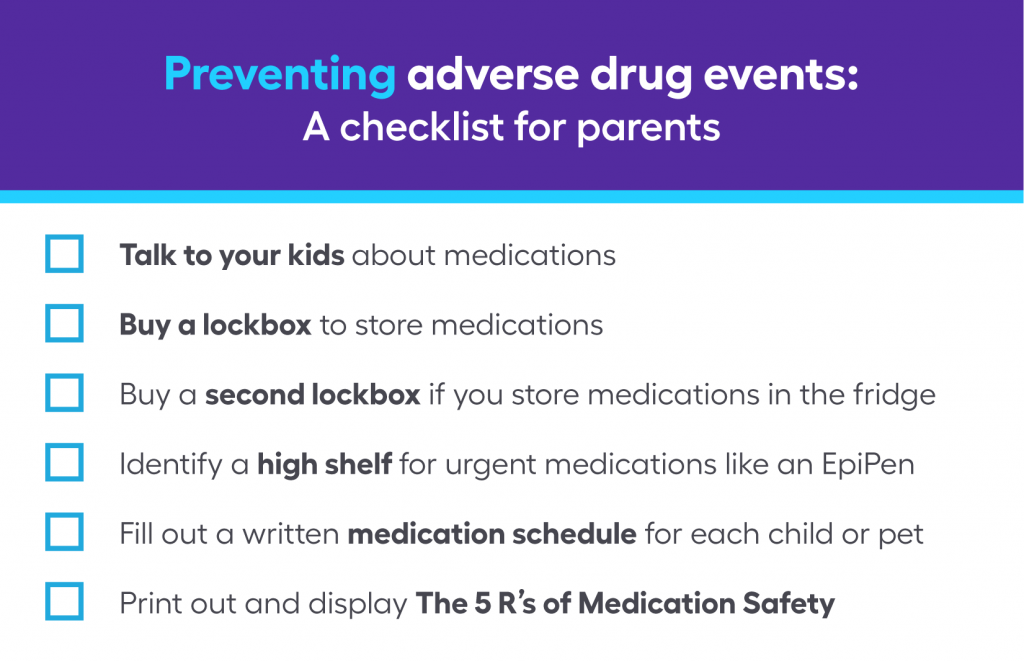 Preventing adverse drug events:
A checklist for parents
Talk to your kids about medications
Buy a lockbox to store medications
Buy a second lockbox if you store medications in the fridge
Identify a high shelf for urgent medications like an EpiPen
Fill out a written medication schedule for each child or pet
Print out and display The 5 R’s of Medication Safety